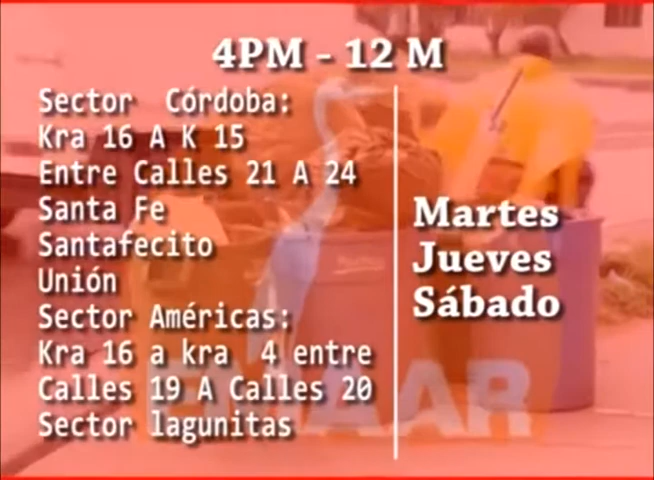 4PM - 12 M
Sector Córdoba:
Kra 16 A K 15
Entre Calles 21 A 24
Santa Fe
Santafecito
Unión
Sector Américas:
Kra 16 a kra 4 entre
Calles 19 A Calles 20
Sector lagunitas
Martes
Jueves
Sábado
EMAAR